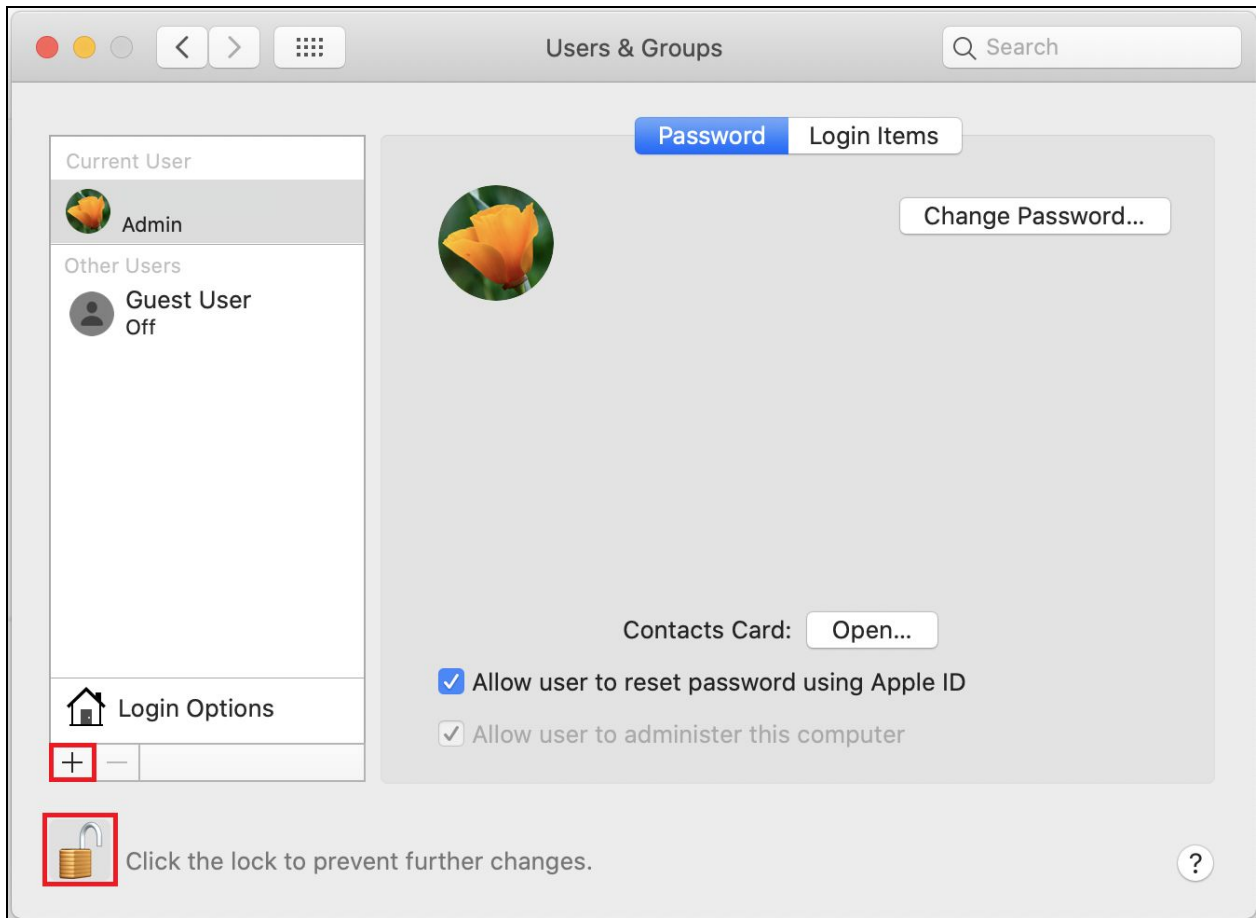 Users & Groups
Search
Current User
Admin
Other Users
Guest User
Off
Login Options
Password
Login Items
Change Password...
Contacts Card:
Open...
Allow user to reset password using Apple ID
Allow user to administer this computer
Click the lock to prevent further changes.
?